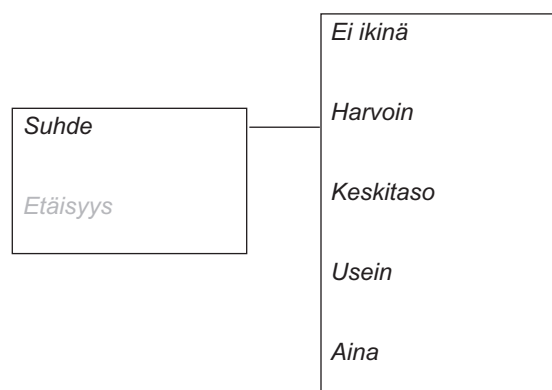 Suhde
Etäisyys
Ei ikinä
Harvoin
Keskitaso
Usein
Aina